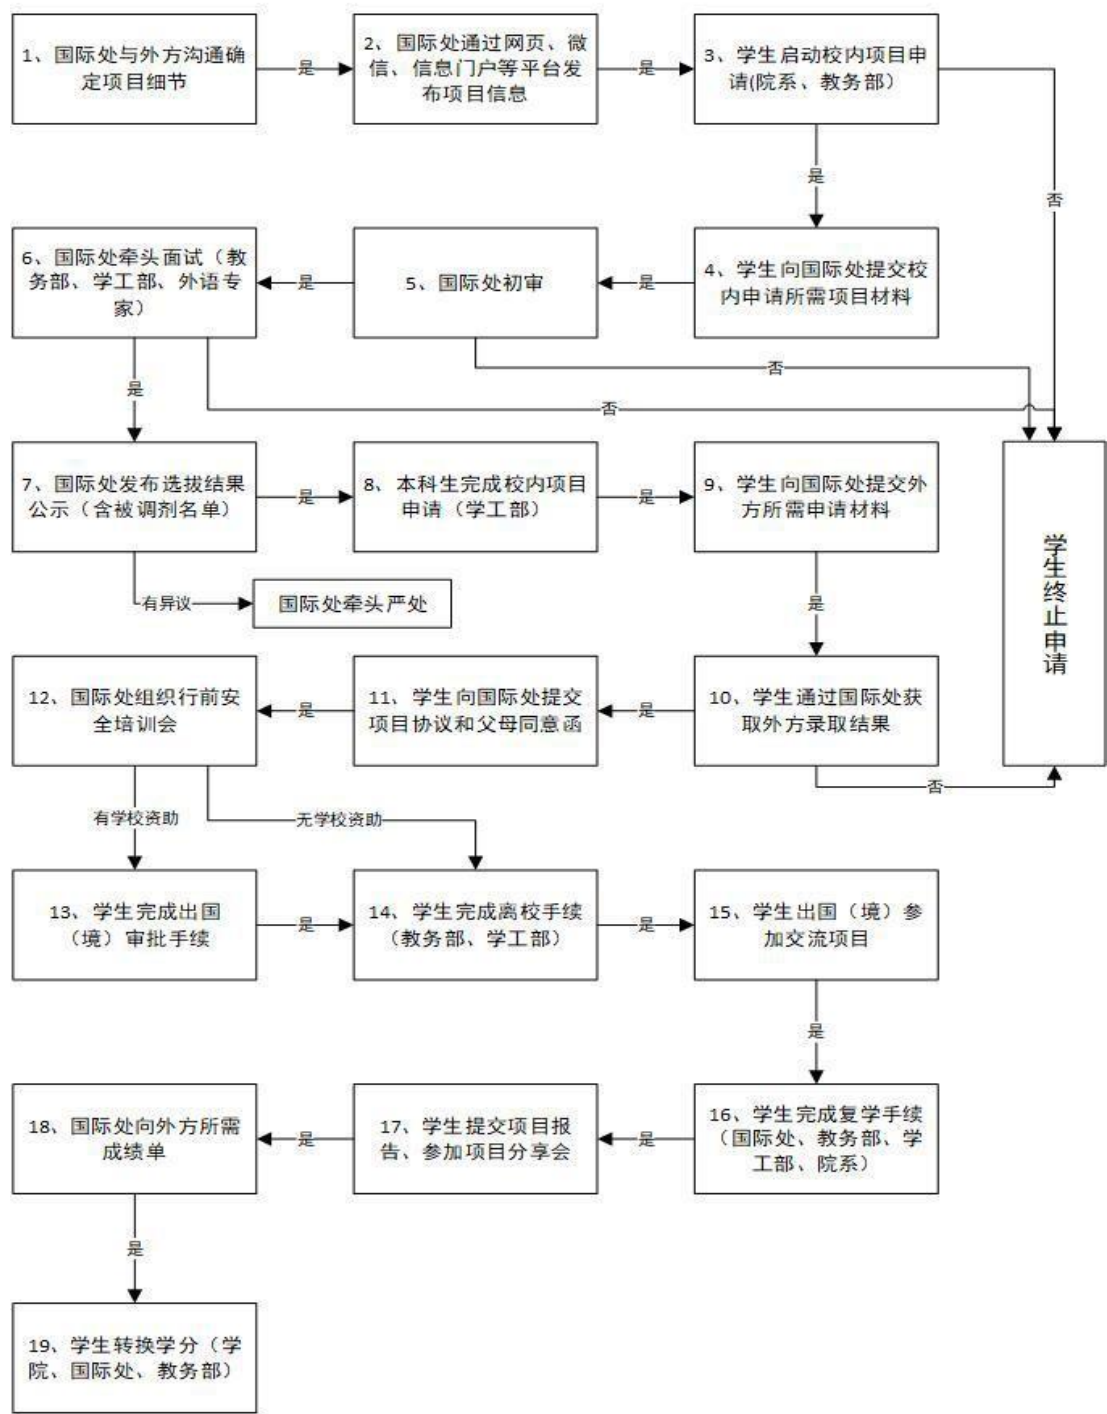 1、国际处与外方沟通确
定项目细节
是
2、国际处通过网页、微
信、信息门户等平台发
布项目信息
是
3、学生启动校内项目申
请(院系、教务部）
是
否
6、国际处牵头面试（教
务部、学工部、外语专
家）
是
5、国际处初审
是
4、学生向国际处提交校
内申请所需项目材料
否
是
否
7、国际处发布选拔结果
公示（含被调剂名单）
是
8、本科生完成校内项目
申请（学工部）
是
9、学生向国际处提交外
方所需申请材料
学生终止申请
有异议
国际处牵头严处
是
12、国际处组织行前安
全培训会
是
11、学生向国际处提交
项目协议和父母同意函
是
10、学生通过国际处获
取外方录取结果
否
有学校资助
无学校资助
13、学生完成出国
（境）审批手续
是
14、学生完成离校手续
（教务部、学工部）
是
15、学生出国（境）参
加交流项目
是
18、国际处向外方所需
成绩单
是
17、学生提交项目报
告、参加项目分享会
是
16、学生完成复学手续
（国际处、教务部、学
工部、院系）
是
19、学生转换学分（学
院、国际处、教务部）